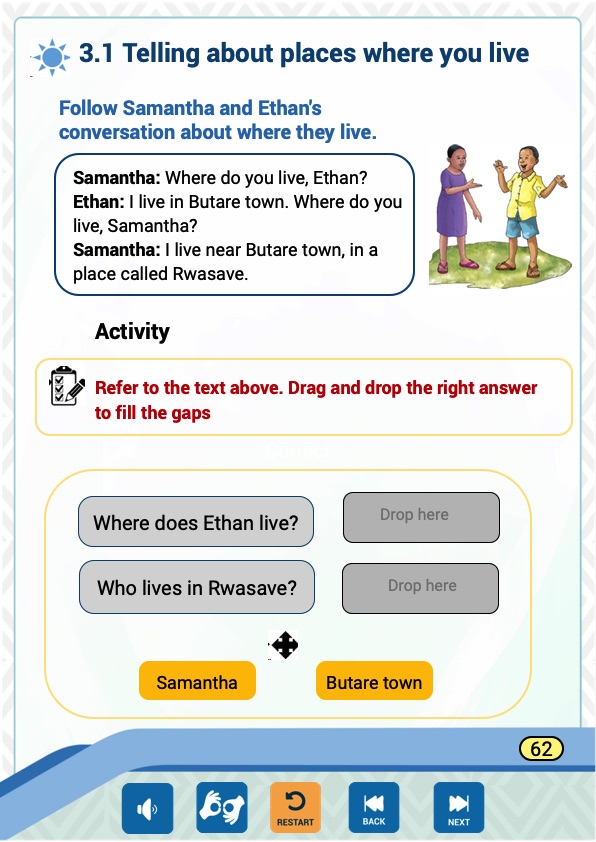 3.1 Telling about places where you live
Follow Samantha and Ethan's
conversation about where they live.
Samantha: Where do you live, Ethan?
Ethan: I live in Butare town. Where do you
live, Samantha?
Samantha: I live near Butare town, in a
place called Rwasave.
Activity
Refer to the text above. Drag and drop the right answer
to fill the gaps
Where does Ethan live?
Drop here
Who lives in Rwasave?
Drop here
Samantha
Butare town
62
RESTART
BACK
NEXT